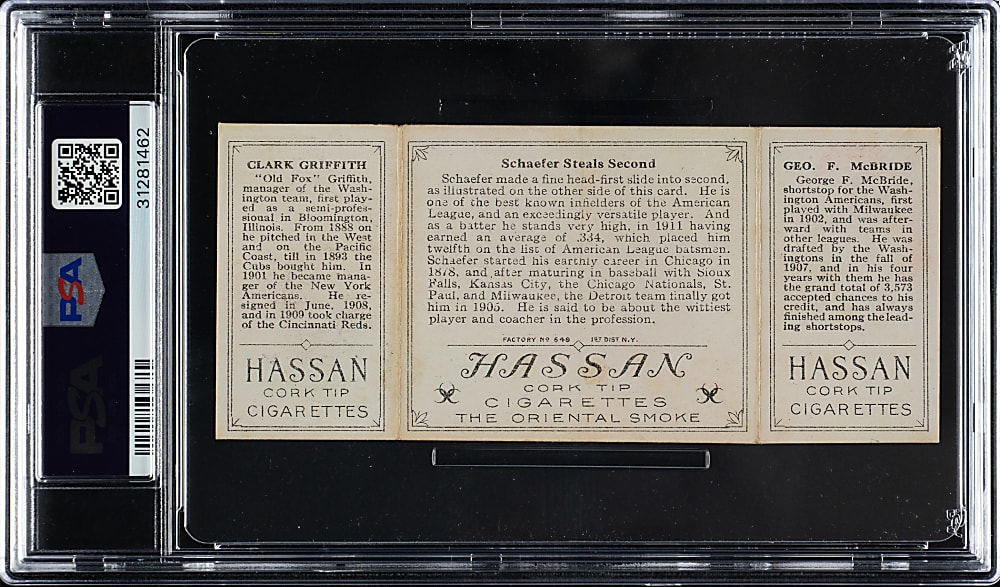 31281462
PSA
PSA
CLARK GRIFFITH
"Old Fox" Griffith,
manager of the Wash-
ington team, first play-
ed as a semi-profes-
sional in Bloomington,
Illinois. From 1888 on
he pitched in the West
and on the Pacific
Coast, till in 1893 the
Cubs bought him. In
1901 he became mana-
ger of the New York
Americans. He re-
signed in June, 1908,
and in 1909 took charge
of the Cincinnati Reds.
HASSAN
CORK TIP
CIGARETTES
Schaefer Steals Second
Schaefer made a fine head-first slide into second,
as illustrated on the other side of this card. He is
one of the best known infielders of the American
League, and an exceedingly versatile player. And
as a batter he stands very high, in 1911 having
earned an average of .334, which placed him
twelfth on the list of American League batsmen.
Schaefer started his earthly career in Chicago in
1878, and after maturing in baseball with Sioux
Falls, Kansas City, the Chicago Nationals, St.
Paul, and Milwaukee, the Detroit team finally got
him in 1905. He is said to be about the wittiest
player and coacher in the profession.
FACTORY Nº 649 1ST DIST N.Y.
HASSAN
CORK TIP
CIGARETTES
THE ORIENTAL SMOKE
GEO. F. McBRIDE
George F. McBride,
shortstop for the Wash-
ington Americans, first
played with Milwaukee
in 1902, and was after-
ward with teams in
other leagues. He was
drafted by the Wash-
ingtons in the fall of
1907, and in his four
years with them he has
the grand total of 3,573
accepted chances to his
credit, and has always
finished among the lead-
ing shortstops.
HASSAN
CORK TIP
CIGARETTES